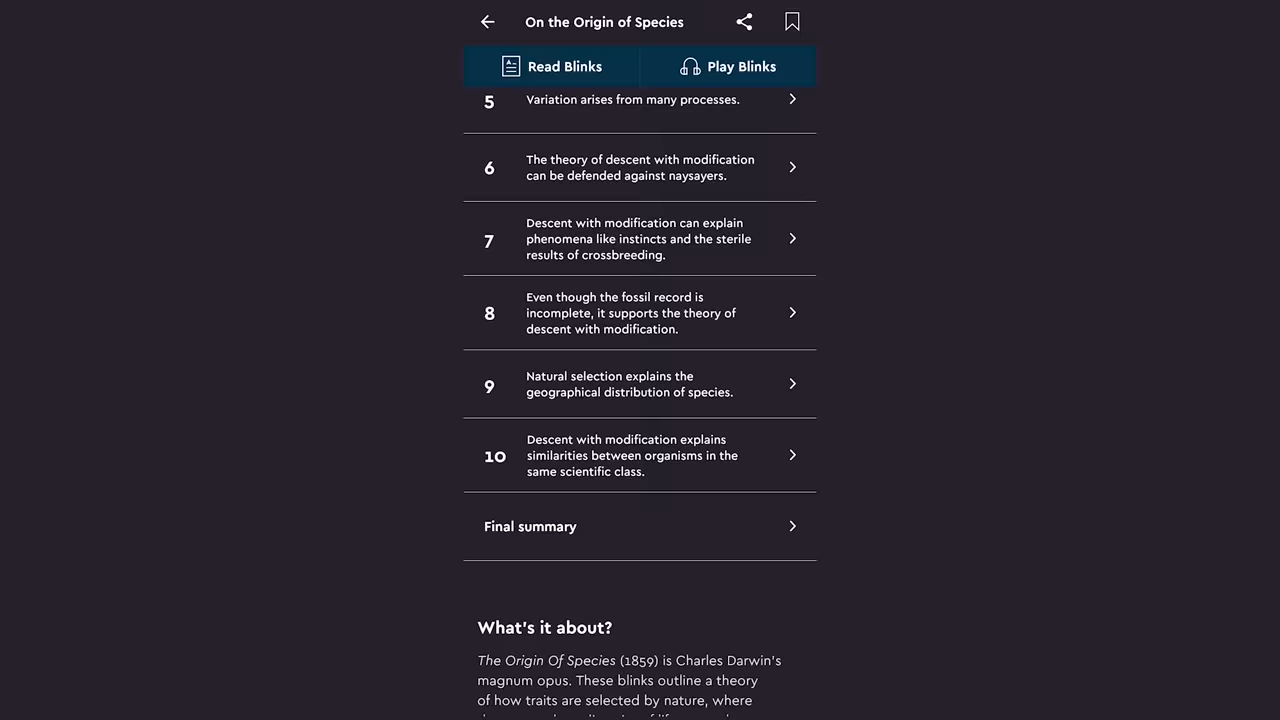 On the Origin of Species
Read Blinks
Play Blinks
5 Variation arises from many processes.
6 The theory of descent with modification
can be defended against naysayers.
7 Descent with modification can explain
phenomena like instincts and the sterile
results of crossbreeding.
8 Even though the fossil record is
incomplete, it supports the theory of
descent with modification.
9 Natural selection explains the
geographical distribution of species.
10 Descent with modification explains
similarities between organisms in the
same scientific class.
Final summary
What's it about?
The Origin Of Species (1859) is Charles Darwin's
magnum opus. These blinks outline a theory
of how traits are selected by nature, where